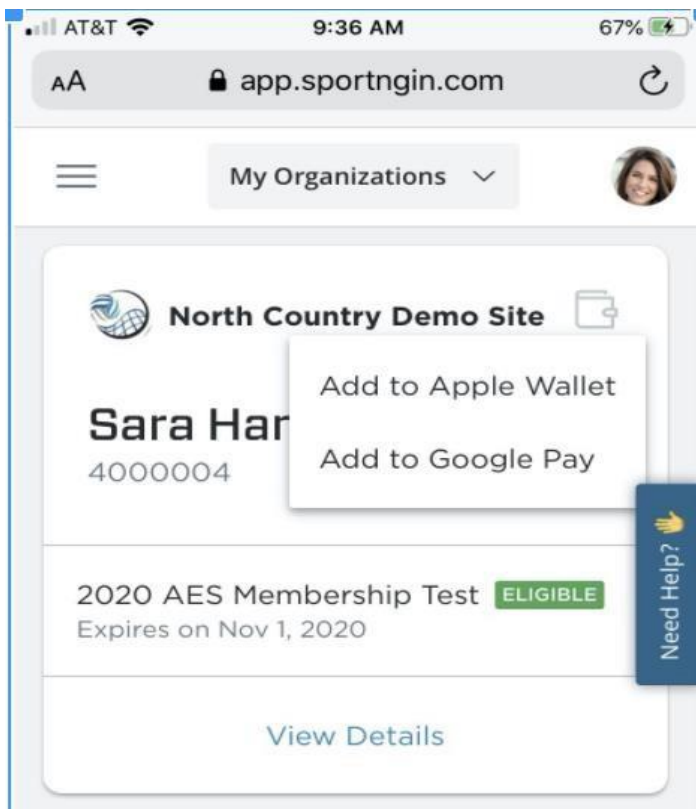 AT&T 9:36 AM 67%
AA app.sportngin.com
My Organizations
North Country Demo Site
Add to Apple Wallet
Sara Har
4000004
Add to Google Pay
Need Help?
2020 AES Membership Test ELIGIBLE
Expires on Nov 1, 2020
View Details